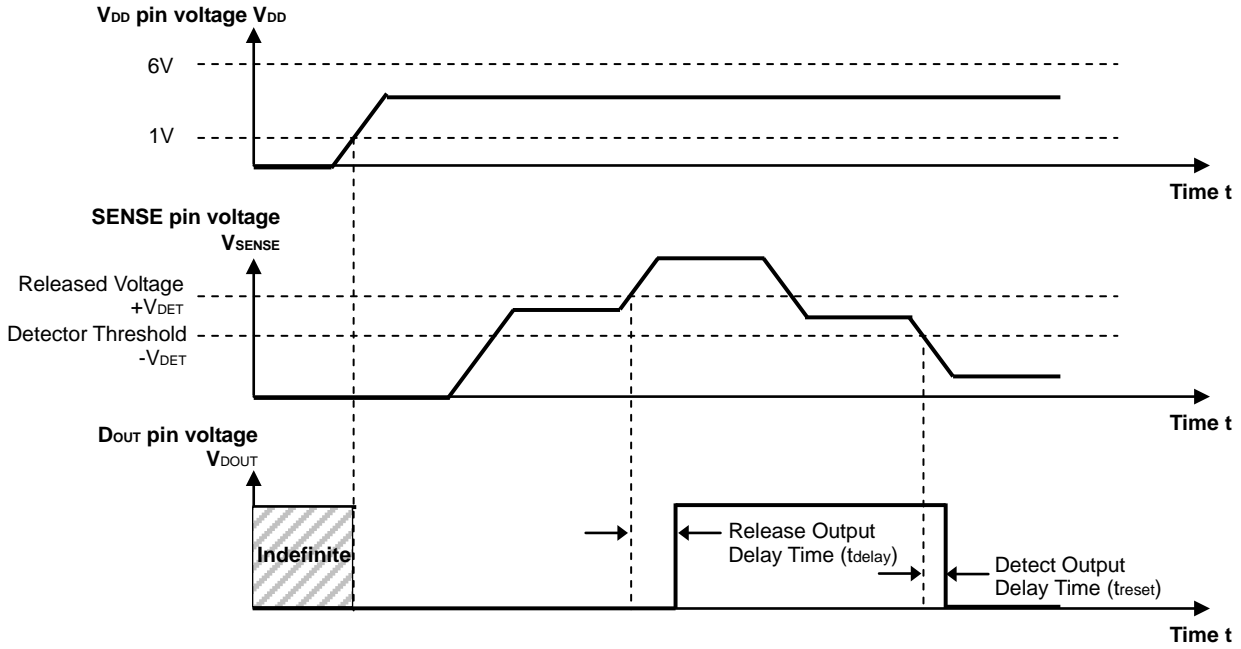 VDD pin voltage VDD
6V
1V
Time t
SENSE pin voltage
VSENSE
Released Voltage
+VDET
Detector Threshold
-VDET
Time t
DOUT pin voltage
VDOUT
Indefinite
Release Output
Delay Time (tdelay)
Detect Output
Delay Time (treset)
Time t